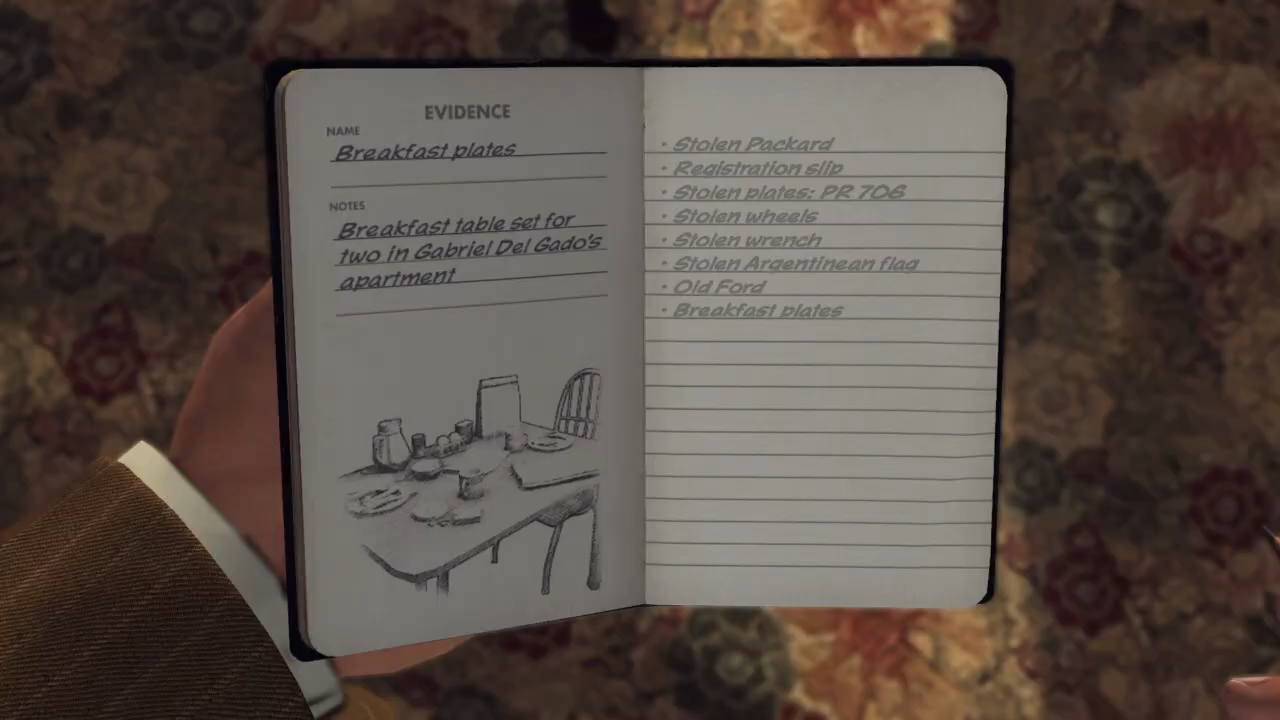 EVIDENCE
NAME
Breakfast plates
NOTES
Breakfast table set for
two in Gabriel Del Gado's
apartment
• Stolen Packard
• Registration slip
• Stolen plates: PR 706
• Stolen wheels
• Stolen wrench
• Stolen Argentinean flag
• Old Ford
• Breakfast plates